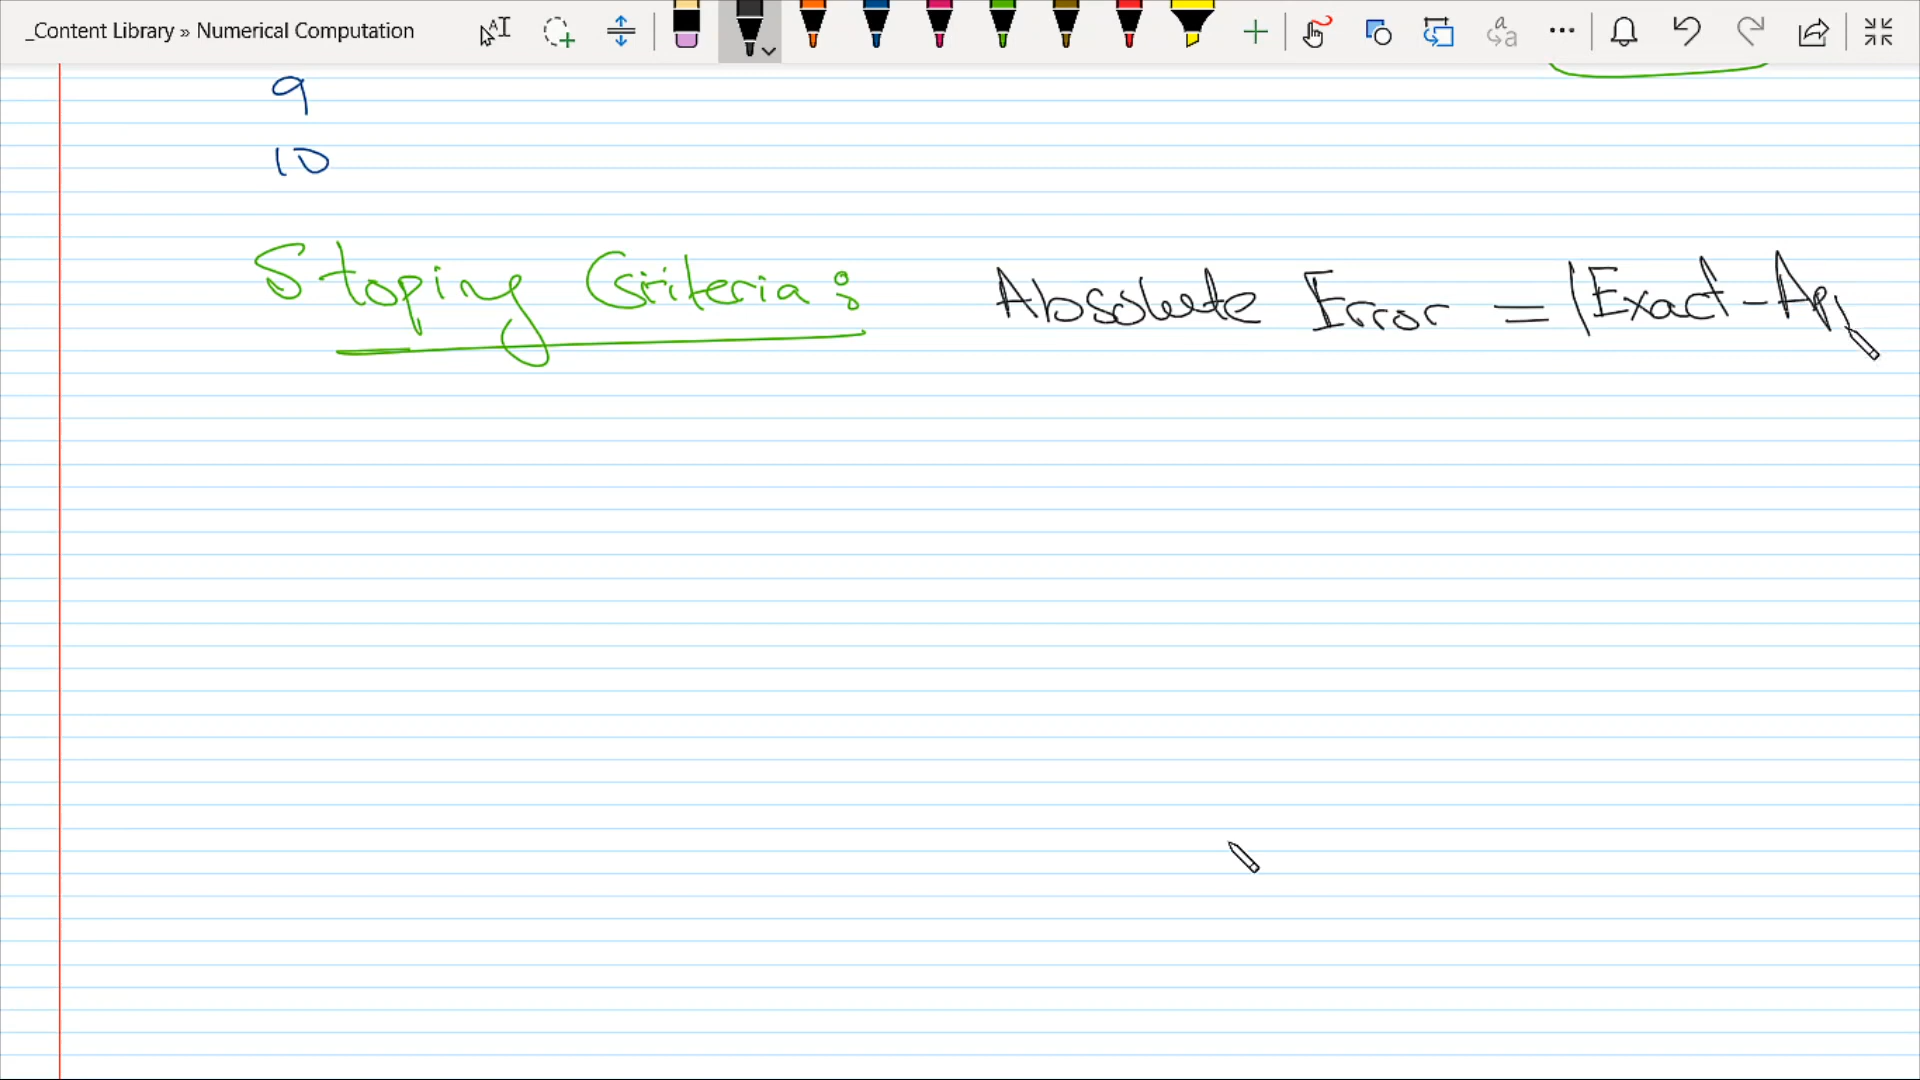 _Content Library » Numerical Computation
9
10
Stoping Criteria : Absolute Error = |Exact - Ap